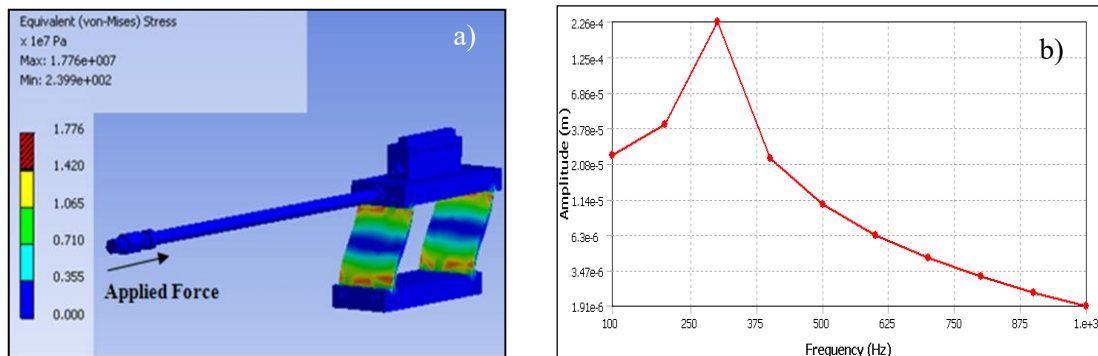 Equivalent (von-Mises) Stress
x 1e7 Pa
Max: 1.776e+007
Min: 2.399e+002
a)
1.776
1.420
1.065
0.710
0.355
0.000
Applied Force
b)
Amplitude (m)
2.26e-4
1.25e-4
6.86e-5
3.78e-5
2.08e-5
1.14e-5
6.3e-6
3.47e-6
1.91e-6
100 250 375 500 625 750 875 1.e+3
Frequency (Hz)